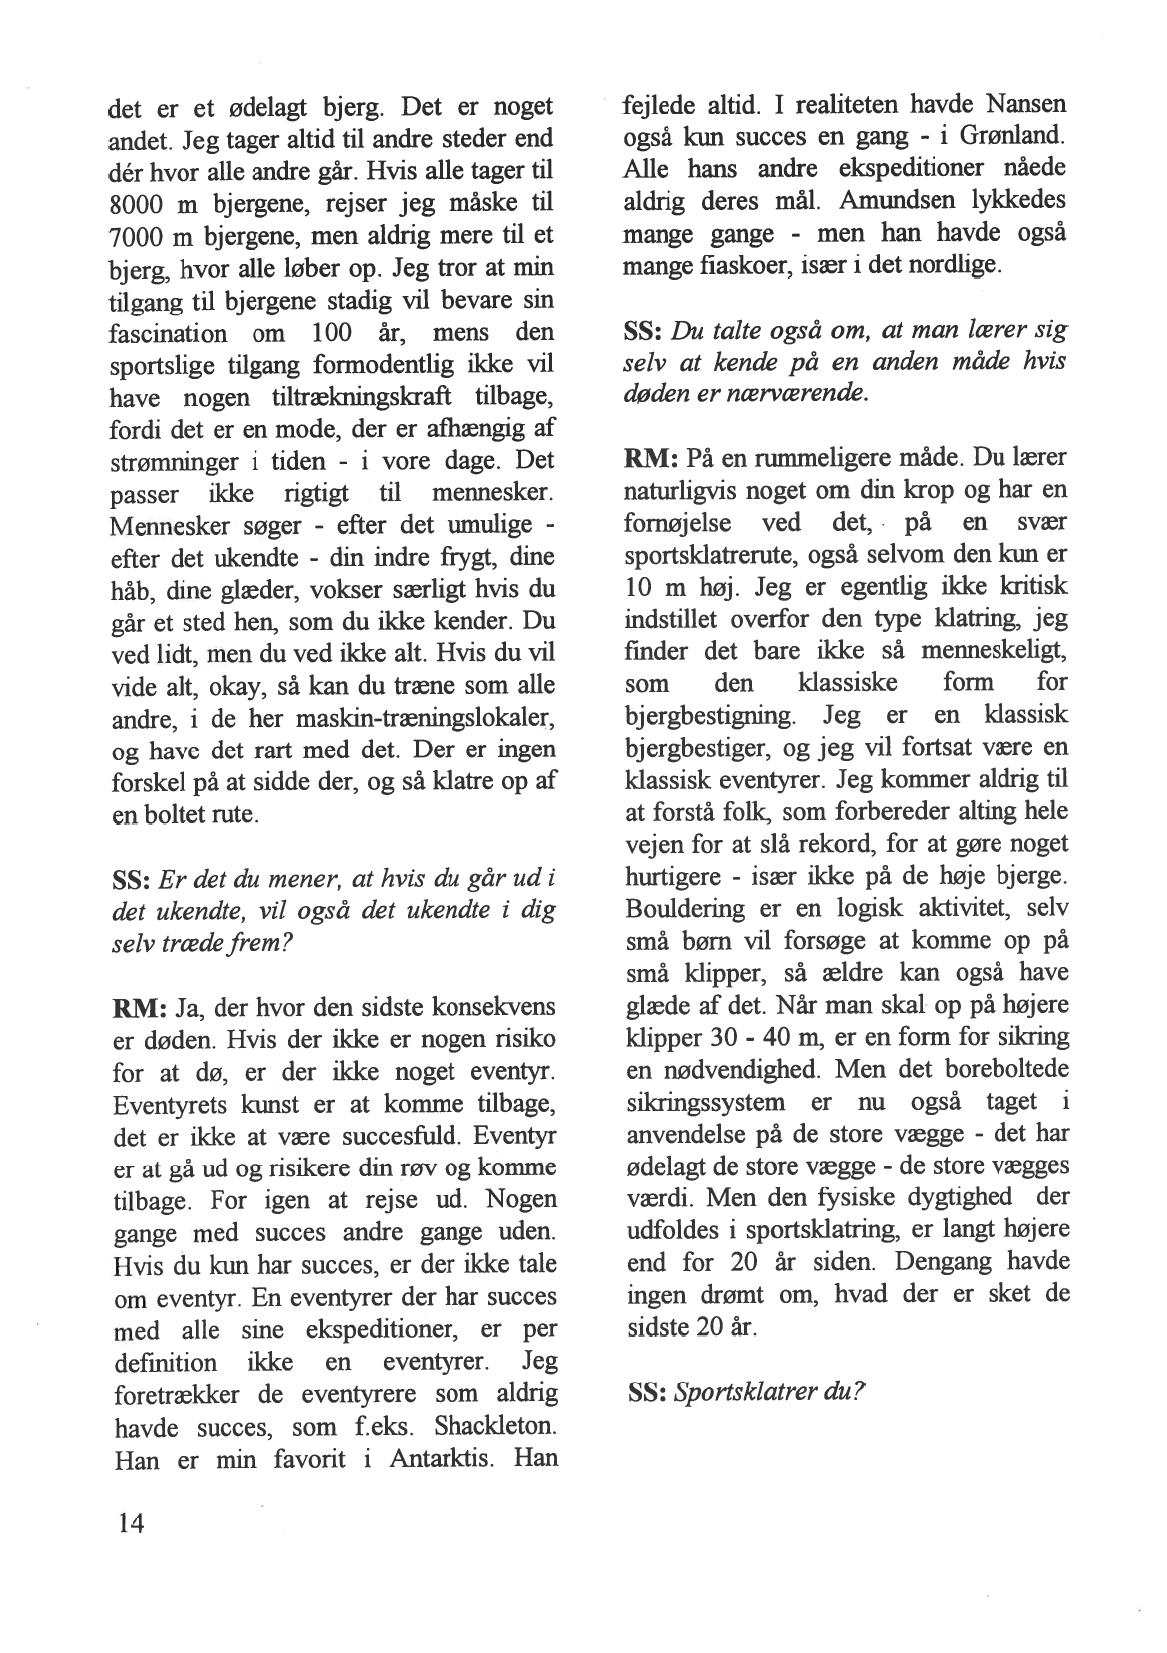 det er et ødelagt bjerg. Det er noget
andet. Jeg tager altid til andre steder end
dér hvor alle andre går. Hvis alle tager til
8000 m bjergene, rejser jeg måske til
7000 m bjergene, men aldrig mere til et
bjerg, hvor alle løber op. Jeg tror at min
tilgang til bjergene stadig vil bevare sin
fascination om 100 år, mens den
sportslige tilgang formodentlig ikke vil
have nogen tiltrækningskraft tilbage,
fordi det er en mode, der er afhængig af
strømninger i tiden - i vore dage. Det
passer ikke rigtigt til mennesker.
Mennesker søger - efter det umulige -
efter det ukendte - din indre frygt, dine
håb, dine glæder, vokser særligt hvis du
går et sted hen, som du ikke kender. Du
ved lidt, men du ved ikke alt. Hvis du vil
vide alt, okay, så kan du træne som alle
andre, i de her maskin-træningslokaler,
og have det rart med det. Der er ingen
forskel på at sidde der, og så klatre op af
en boltet rute.

SS: Er det du mener, at hvis du går ud i
det ukendte, vil også det ukendte i dig
selv træde frem?

RM: Ja, der hvor den sidste konsekvens
er døden. Hvis der ikke er nogen risiko
for at dø, er der ikke noget eventyr.
Eventyrets kunst er at komme tilbage,
det er ikke at være succesfuld. Eventyr
er at gå ud og risikere din røv og komme
tilbage. For igen at rejse ud. Nogen
gange med succes andre gange uden.
Hvis du kun har succes, er der ikke tale
om eventyr. En eventyrer der har succes
med alle sine ekspeditioner, er per
definition ikke en eventyrer. Jeg
foretrækker de eventyrere som aldrig
havde succes, som f.eks. Shackleton.
Han er min favorit i Antarktis. Han

fejlede altid. I realiteten havde Nansen
også kun succes en gang - i Grønland.
Alle hans andre ekspeditioner nåede
aldrig deres mål. Amundsen lykkedes
mange gange - men han havde også
mange fiaskoer, især i det nordlige.

SS: Du talte også om, at man lærer sig
selv at kende på en anden måde hvis
døden er nærværende.

RM: På en rummeligere måde. Du lærer
naturligvis noget om din krop og har en
fornøjelse ved det, på en svær
sportsklatrerute, også selvom den kun er
10 m høj. Jeg er egentlig ikke kritisk
indstillet overfor den type klatring, jeg
finder det bare ikke så menneskeligt,
som den klassiske form for
bjergbestigning. Jeg er en klassisk
bjergbestiger, og jeg vil fortsat være en
klassisk eventyrer. Jeg kommer aldrig til
at forstå folk, som forbereder alting hele
vejen for at slå rekord, for at gøre noget
hurtigere - især ikke på de høje bjerge.
Bouldering er en logisk aktivitet, selv
små børn vil forsøge at komme op på
små klipper, så ældre kan også have
glæde af det. Når man skal op på højere
klipper 30 - 40 m, er en form for sikring
en nødvendighed. Men det boreboltede
sikringssystem er nu også taget i
anvendelse på de store vægge - det har
ødelagt de store vægge - de store vægges
værdi. Men den fysiske dygtighed der
udfoldes i sportsklatring, er langt højere
end for 20 år siden. Dengang havde
ingen drømt om, hvad der er sket de
sidste 20 år.

SS: Sportsklatrer du?

14